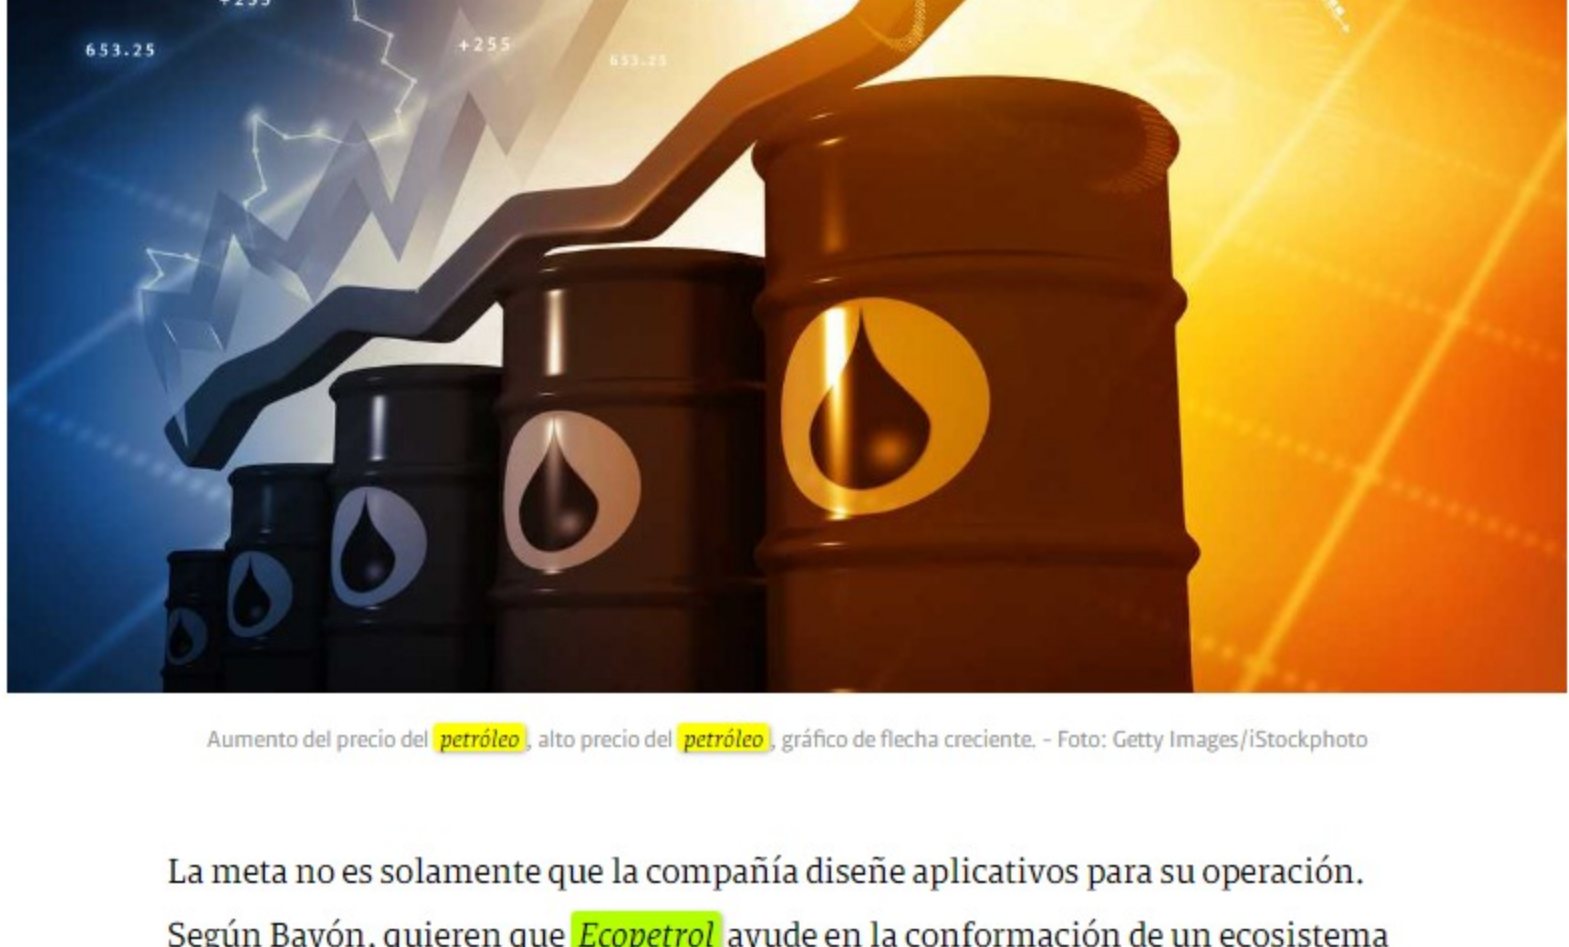 +255
653.25
+255
653.25
Aumento del precio del petróleo, alto precio del petróleo, gráfico de flecha creciente. - Foto: Getty Images/iStockphoto
La meta no es solamente que la compañía diseñe aplicativos para su operación.
Según Bayón, quieren que Ecopetrol ayude en la conformación de un ecosistema